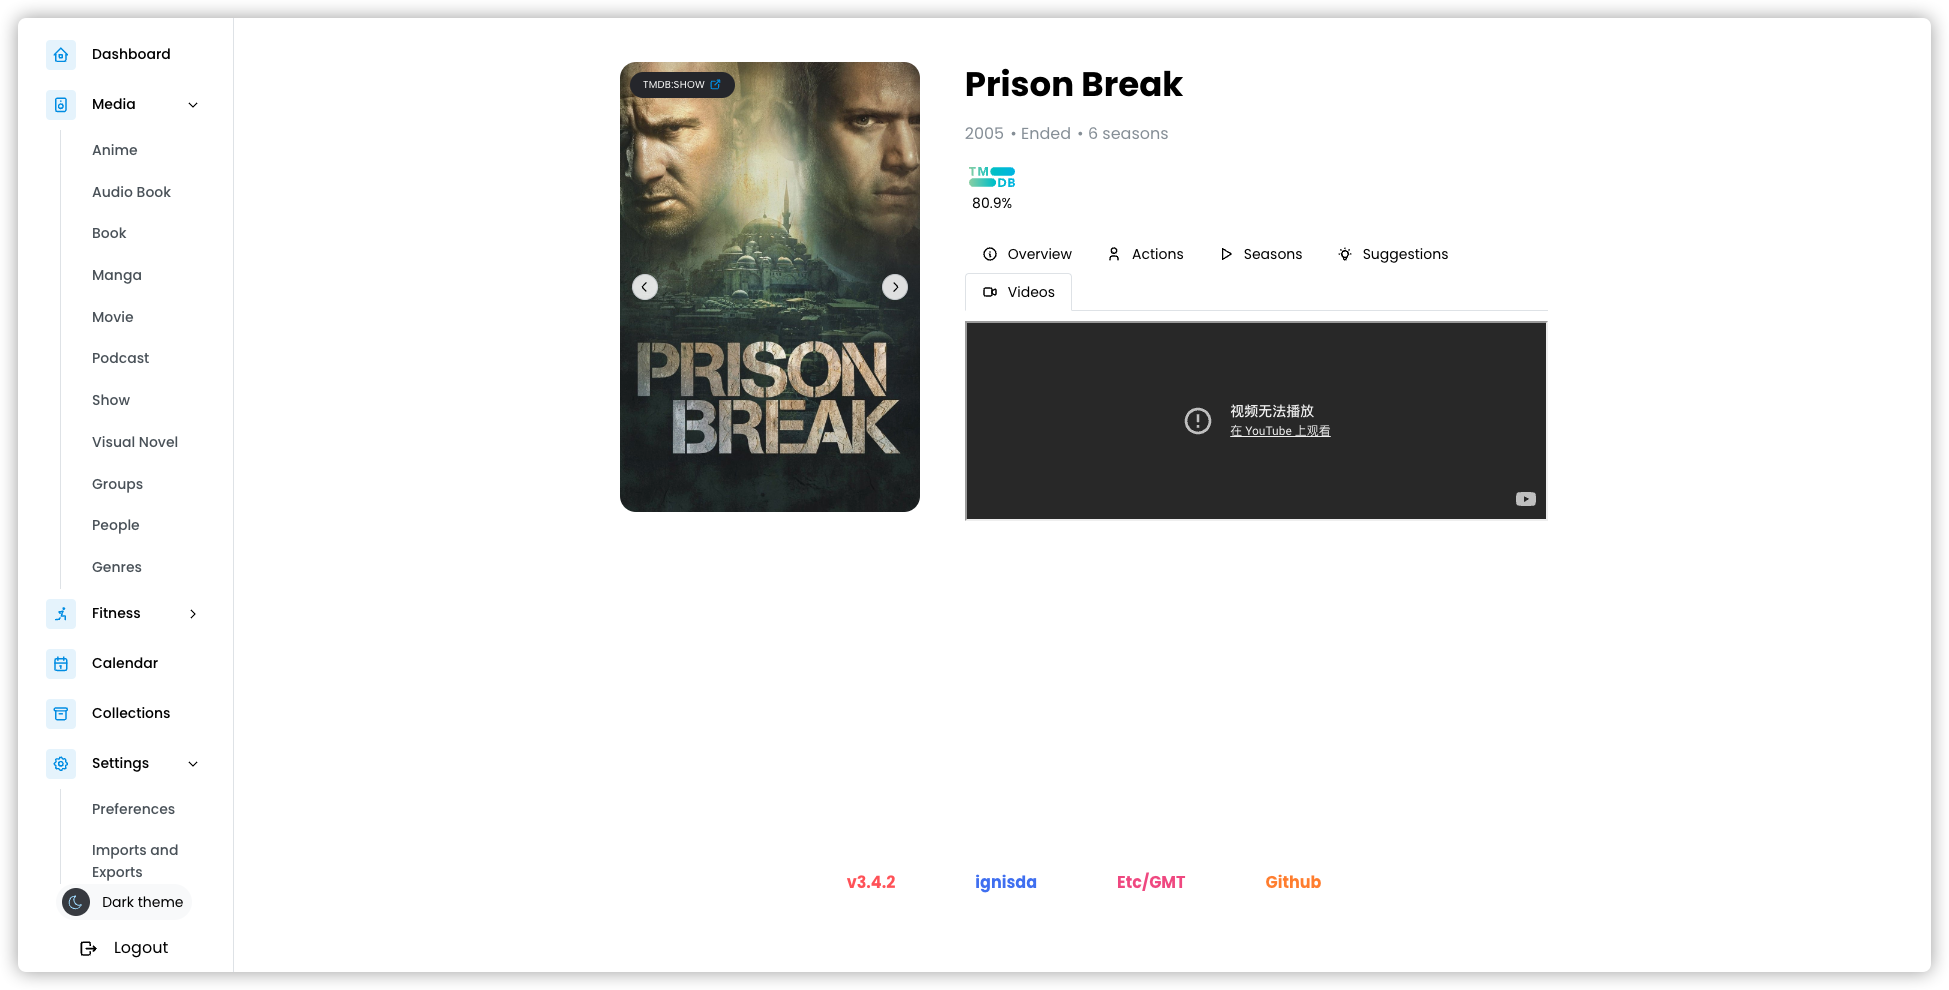 Dashboard
Media
Anime
Audio Book
Book
Manga
Movie
Podcast
Show
Visual Novel
Groups
People
Genres
Fitness
Calendar
Collections
Settings
Preferences
Imports and
Exports
Dark theme
Logout
TMDB:SHOW
PRISON
BREAK
Prison Break
2005 • Ended • 6 seasons
TM
DB
80.9%
Overview
Actions
Seasons
Suggestions
Videos
视频无法播放
在 YouTube 上观看
v3.4.2
ignisda
Etc/GMT
Github